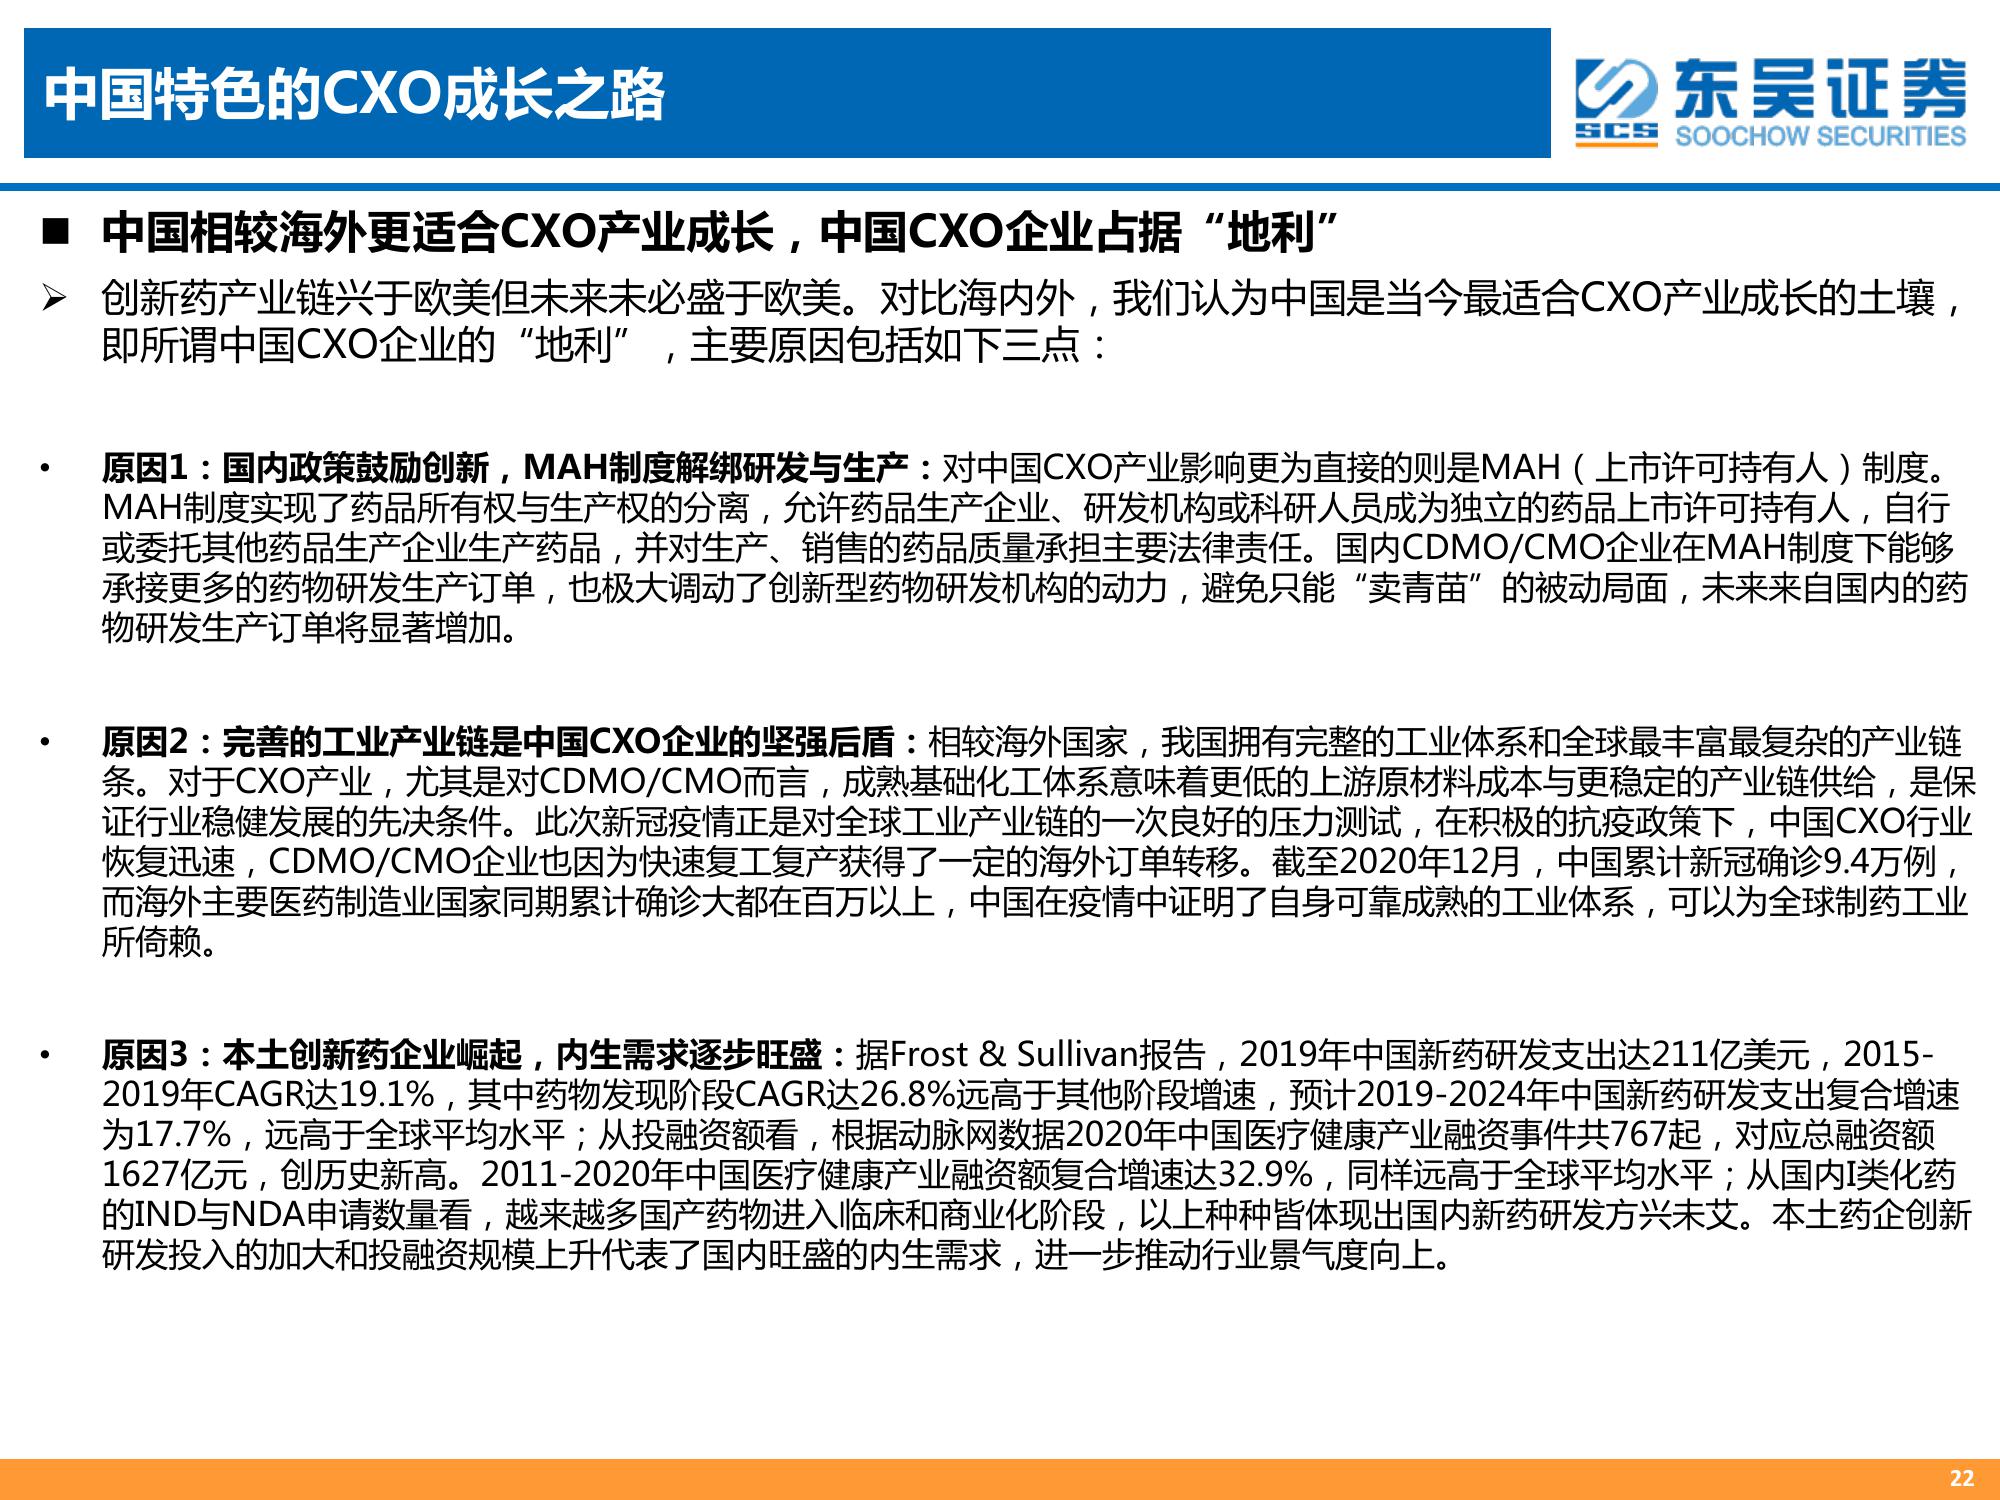 中国特色的CXO成长之路
东吴证券
SCS
SOOCHOW SECURITIES
■ 中国相较海外更适合CXO产业成长，中国CXO企业占据“地利”
➢ 创新药产业链兴于欧美但未来未必盛于欧美。对比海内外，我们认为中国是当今最适合CXO产业成长的土壤，
即所谓中国CXO企业的“地利”，主要原因包括如下三点：
• 原因1：国内政策鼓励创新，MAH制度解绑研发与生产：对中国CXO产业影响更为直接的则是MAH（上市许可持有人）制度。
MAH制度实现了药品所有权与生产权的分离，允许药品生产企业、研发机构或科研人员成为独立的药品上市许可持有人，自行
或委托其他药品生产企业生产药品，并对生产、销售的药品质量承担主要法律责任。国内CDMO/CMO企业在MAH制度下能够
承接更多的药物研发生产订单，也极大调动了创新型药物研发机构的动力，避免只能“卖青苗”的被动局面，未来来自国内的药
物研发生产订单将显著增加。
• 原因2：完善的工业产业链是中国CXO企业的坚强后盾：相较海外国家，我国拥有完整的工业体系和全球最丰富最复杂的产业链
条。对于CXO产业，尤其是对CDMO/CMO而言，成熟基础化工体系意味着更低的上游原材料成本与更稳定的产业链供给，是保
证行业稳健发展的先决条件。此次新冠疫情正是对全球工业产业链的一次良好的压力测试，在积极的抗疫政策下，中国CXO行业
恢复迅速，CDMO/CMO企业也因为快速复工复产获得了一定的海外订单转移。截至2020年12月，中国累计新冠确诊9.4万例，
而海外主要医药制造业国家同期累计确诊大都在百万以上，中国在疫情中证明了自身可靠成熟的工业体系，可以为全球制药工业
所倚赖。
• 原因3：本土创新药企业崛起，内生需求逐步旺盛：据Frost & Sullivan报告，2019年中国新药研发支出达211亿美元，2015-
2019年CAGR达19.1%，其中药物发现阶段CAGR达26.8%远高于其他阶段增速，预计2019-2024年中国新药研发支出复合增速
为17.7%，远高于全球平均水平；从投融资额看，根据动脉网数据2020年中国医疗健康产业融资事件共767起，对应总融资额
1627亿元，创历史新高。2011-2020年中国医疗健康产业融资额复合增速达32.9%，同样远高于全球平均水平；从国内I类化药
的IND与NDA申请数量看，越来越多国产药物进入临床和商业化阶段，以上种种皆体现出国内新药研发方兴未艾。本土药企创新
研发投入的加大和投融资规模上升代表了国内旺盛的内生需求，进一步推动行业景气度向上。
22